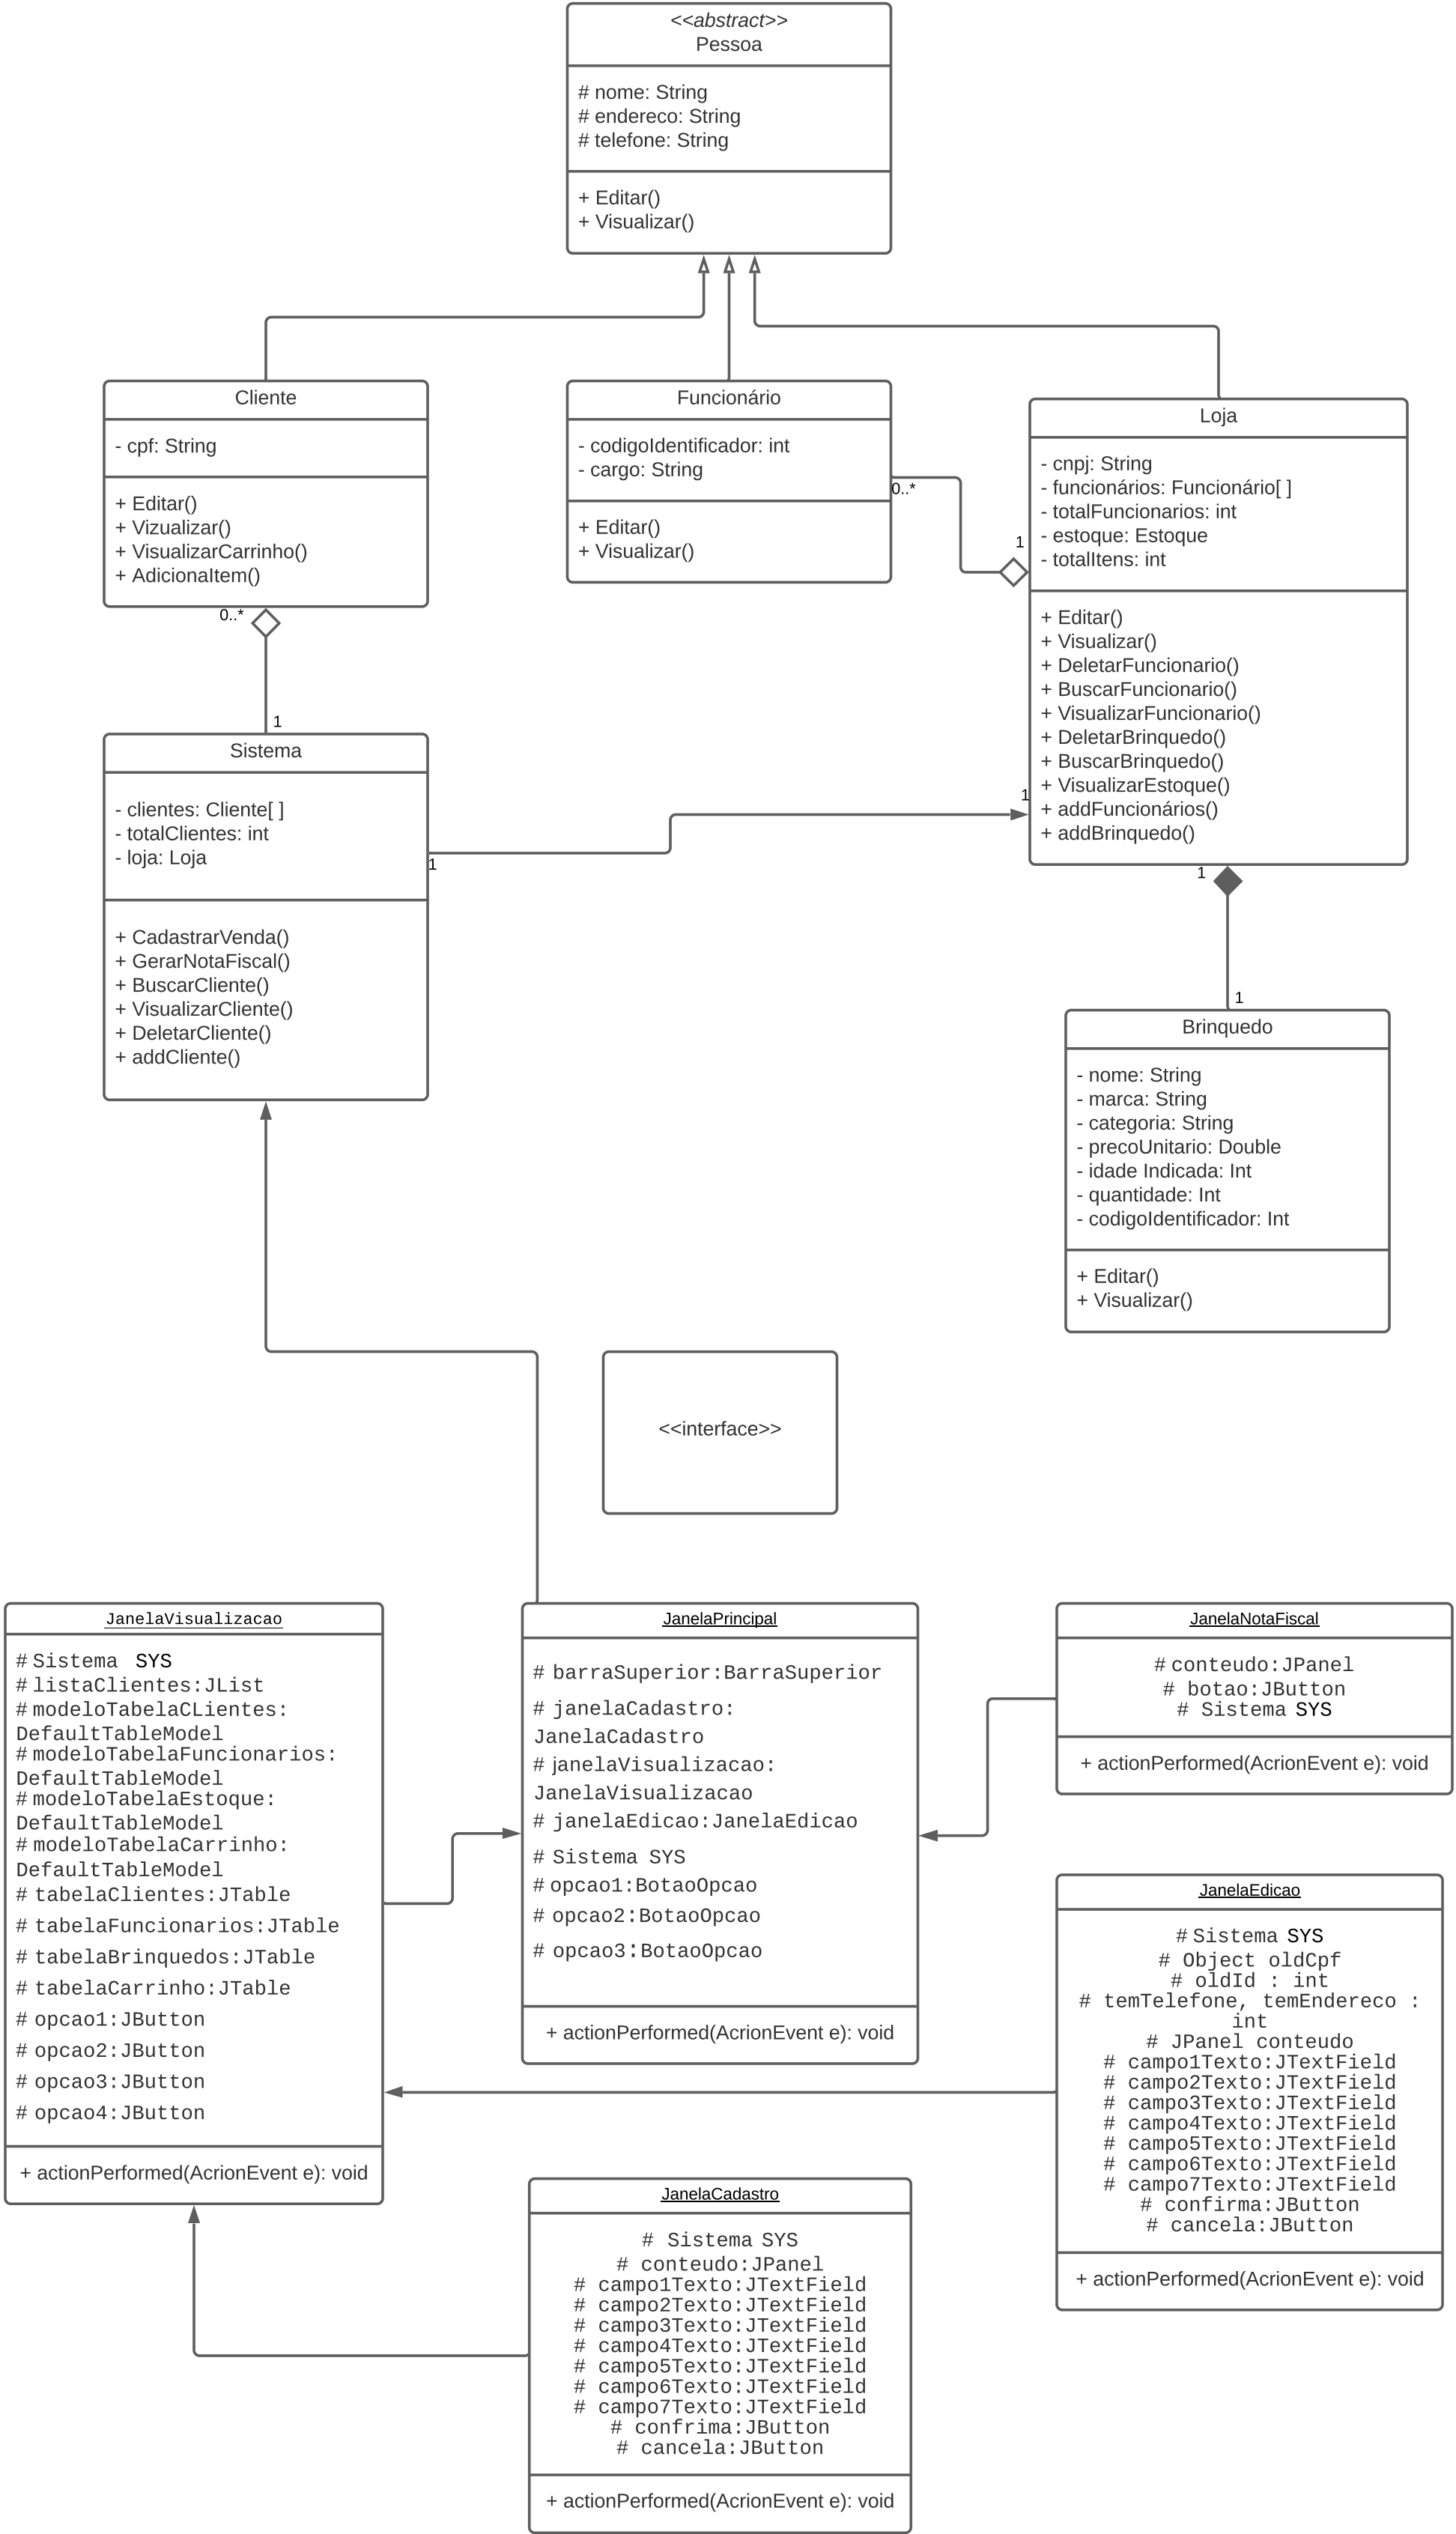 <<abstract>>
Pessoa
# nome: String
# endereco: String
# telefone: String
+ Editar()
+ Visualizar()
Cliente
- cpf: String
+ Editar()
+ Vizualizar()
+ VisualizarCarrinho()
+ AdicionaItem()
0..*
1
Funcionário
- codigoIdentificador: int
- cargo: String
+ Editar()
+ Visualizar()
0..*
1
Loja
- cnpj: String
- funcionários: Funcionário[ ]
- totalFuncionarios: int
- estoque: Estoque
- totalItens: int
+ Editar()
+ Visualizar()
+ DeletarFuncionario()
+ BuscarFuncionario()
+ VisualizarFuncionario()
+ DeletarBrinquedo()
+ BuscarBrinquedo()
+ VisualizarEstoque()
+ addFuncionários()
+ addBrinquedo()
1
1
1
1
Sistema
- clientes: Cliente[ ]
- totalClientes: int
- loja: Loja
+ CadastrarVenda()
+ GerarNotaFiscal()
+ BuscarCliente()
+ VisualizarCliente()
+ DeletarCliente()
+ addCliente()
Brinquedo
- nome: String
- marca: String
- categoria: String
- precoUnitario: Double
- idade Indicada: Int
- quantidade: Int
- codigoIdentificador: Int
+ Editar()
+ Visualizar()
<<interface>>
JanelaVisualizacao
# Sistema SYS
# listaClientes:JList
# modeloTabelaCLientes:
DefaultTableModel
# modeloTabelaFuncionarios:
DefaultTableModel
# modeloTabelaEstoque:
DefaultTableModel
# modeloTabelaCarrinho:
DefaultTableModel
# tabelaClientes:JTable
# tabelaFuncionarios:JTable
# tabelaBrinquedos:JTable
# tabelaCarrinho:JTable
# opcao1:JButton
# opcao2:JButton
# opcao3:JButton
# opcao4:JButton
+ actionPerformed(AcrionEvent e): void
JanelaPrincipal
# barraSuperior:BarraSuperior
# janelaCadastro:
JanelaCadastro
# janelaVisualizacao:
JanelaVisualizacao
# janelaEdicao:JanelaEdicao
# Sistema SYS
# opcao1:BotaoOpcao
# opcao2:BotaoOpcao
# opcao3:BotaoOpcao
+ actionPerformed(AcrionEvent e): void
JanelaNotaFiscal
# conteudo:JPanel
# botao:JButton
# Sistema SYS
+ actionPerformed(AcrionEvent e): void
JanelaEdicao
# Sistema SYS
# Object oldCpf
# oldId : int
# temTelefone, temEndereco :
int
# JPanel conteudo
# campo1Texto:JTextField
# campo2Texto:JTextField
# campo3Texto:JTextField
# campo4Texto:JTextField
# campo5Texto:JTextField
# campo6Texto:JTextField
# campo7Texto:JTextField
# confirma:JButton
# cancela:JButton
+ actionPerformed(AcrionEvent e): void
JanelaCadastro
# Sistema SYS
# conteudo:JPanel
# campo1Texto:JTextField
# campo2Texto:JTextField
# campo3Texto:JTextField
# campo4Texto:JTextField
# campo5Texto:JTextField
# campo6Texto:JTextField
# campo7Texto:JTextField
# confrima:JButton
# cancela:JButton
+ actionPerformed(AcrionEvent e): void